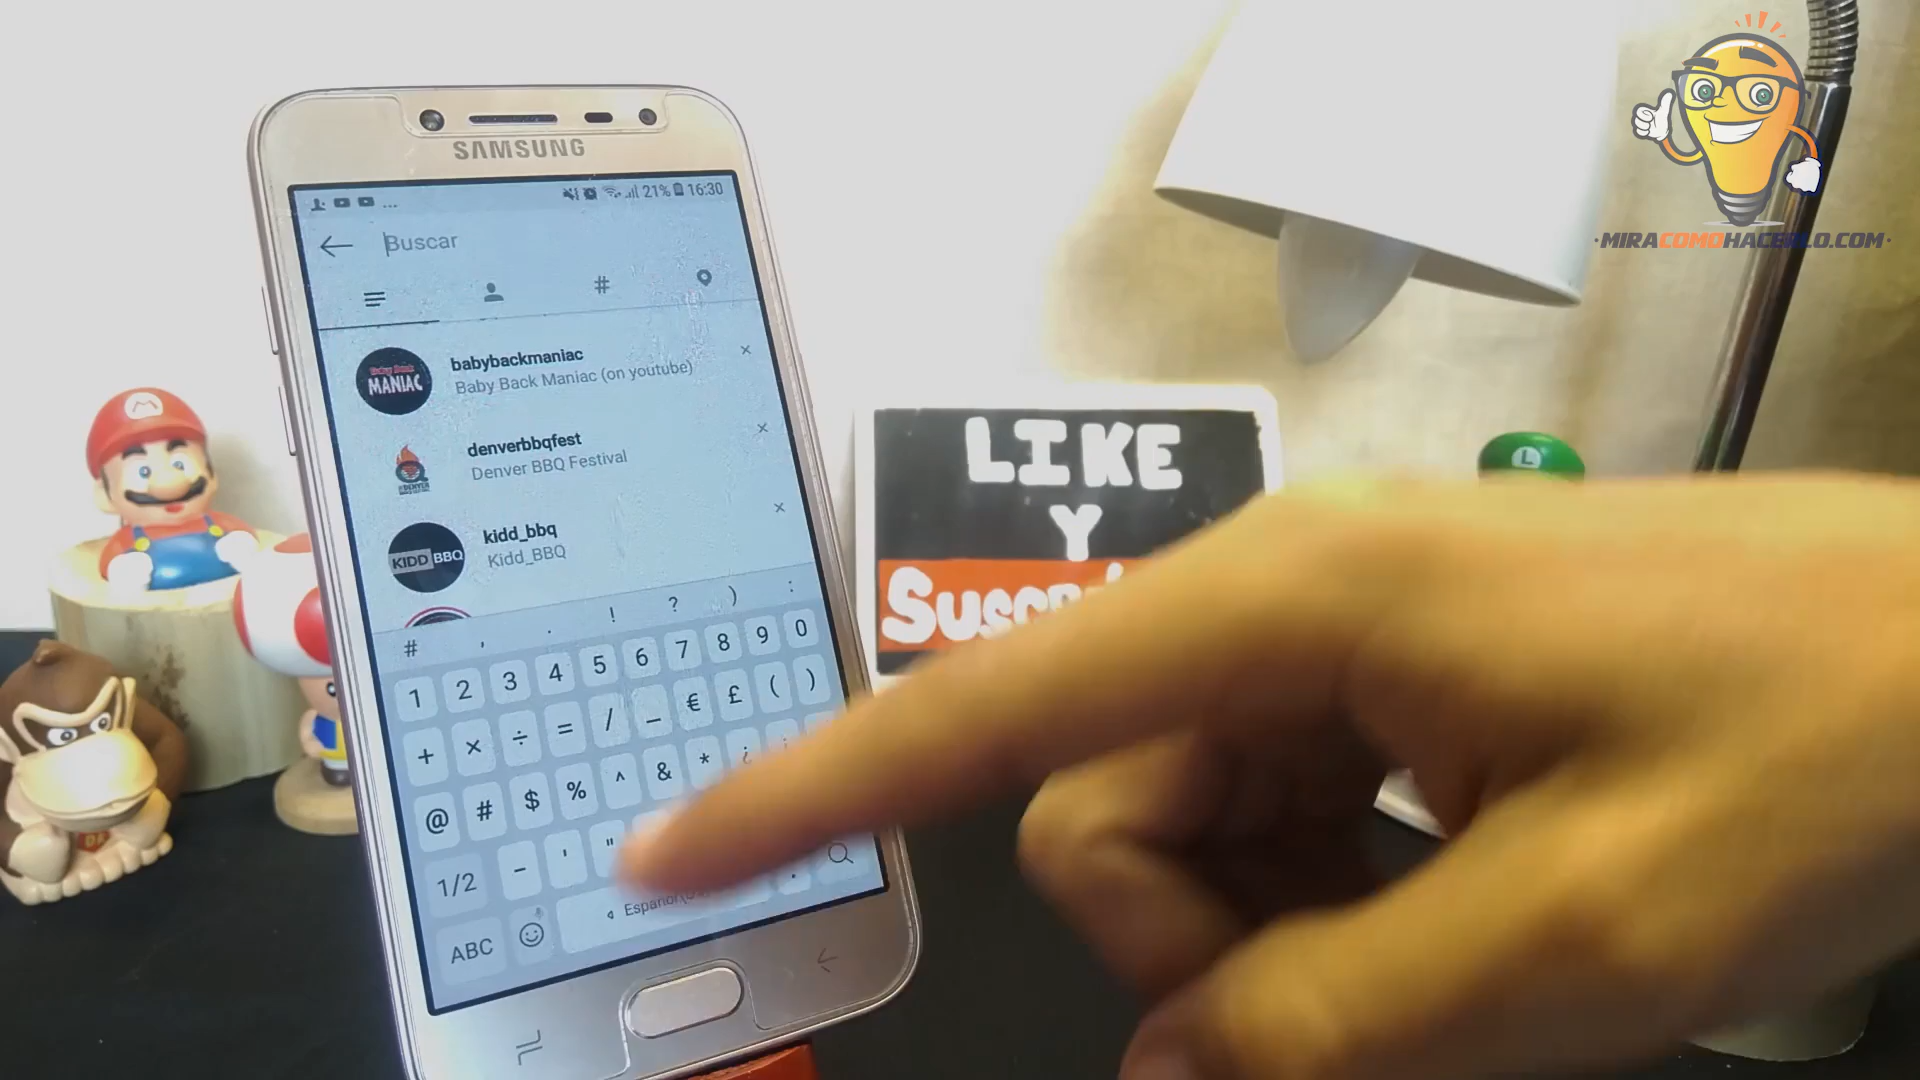 ·MIRACOMOHACERLO.COM·
SAMSUNG
21% 16:30
Buscar
#
babybackmaniac
Baby Back Maniac (on youtube)
MANIAC
denverbbqfest
Denver BBQ Festival
kidd_bbq
Kidd_BBQ
KIDD BBQ
# , . ! ? ) :
1 2 3 4 5 6 7 8 9 0
+ × ÷ = / _ € £ ( )
@ # $ % ^ & * ¿ ¡
1/2 - ' "
ABC Español .
LIKE
Y
M
L